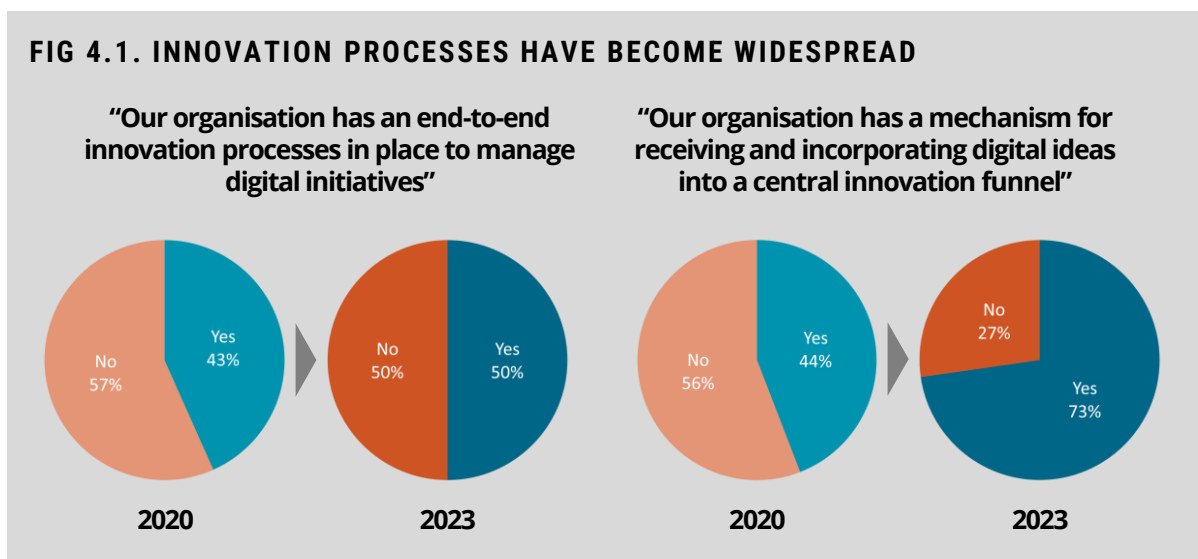 FIG 4.1. INNOVATION PROCESSES HAVE BECOME WIDESPREAD
“Our organisation has an end-to-end
innovation processes in place to manage
digital initiatives”
No
57%
Yes
43%
2020
No
50%
Yes
50%
2023
“Our organisation has a mechanism for
receiving and incorporating digital ideas
into a central innovation funnel”
No
56%
Yes
44%
2020
No
27%
Yes
73%
2023